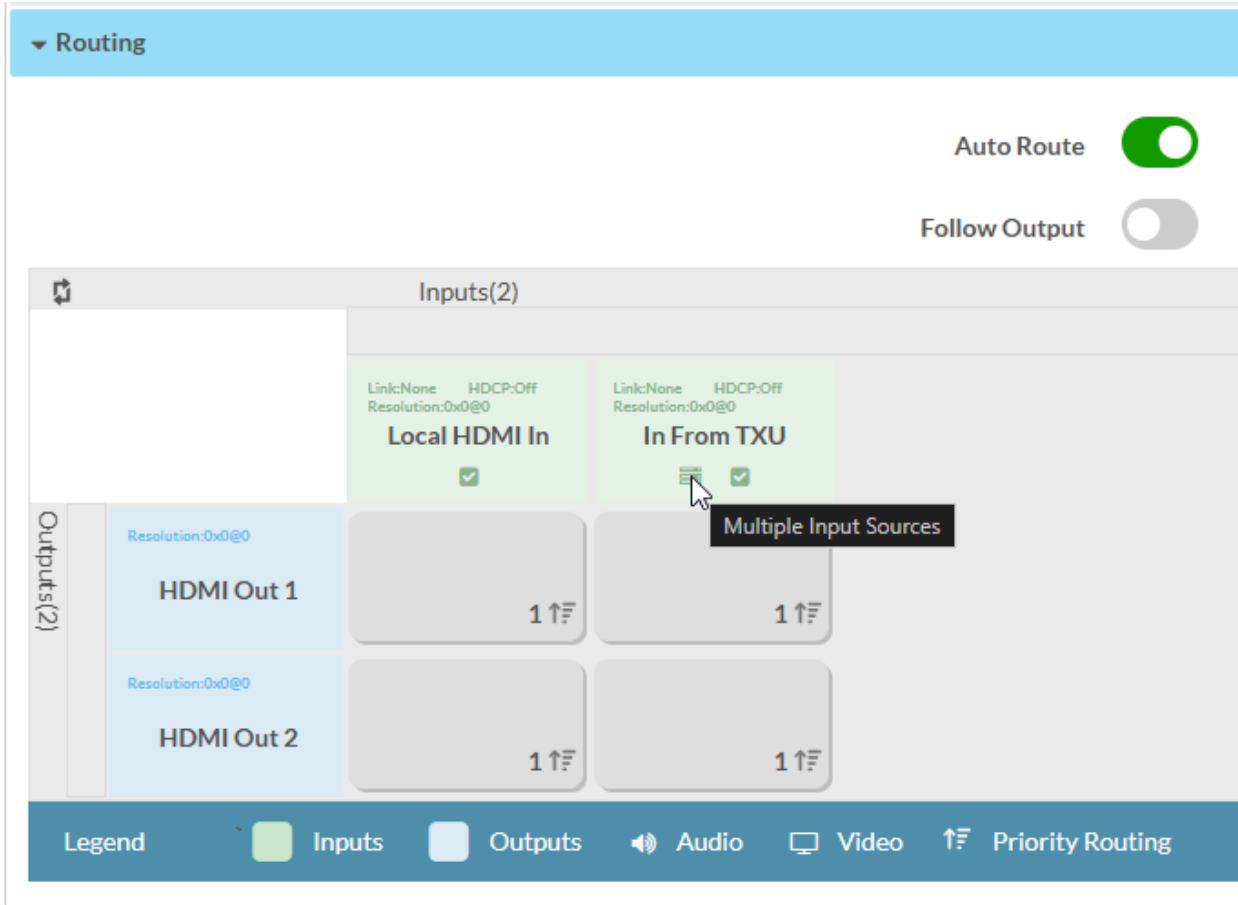 Routing
Auto Route
Follow Output
Inputs(2)
Link:None HDCP:Off
Resolution:0x0@0
Local HDMI In
Link:None HDCP:Off
Resolution:0x0@0
In From TXU
Multiple Input Sources
Outputs(2)
Resolution:0x0@0
HDMI Out 1
1
1
Resolution:0x0@0
HDMI Out 2
1
1
Legend ` Inputs Outputs Audio Video Priority Routing